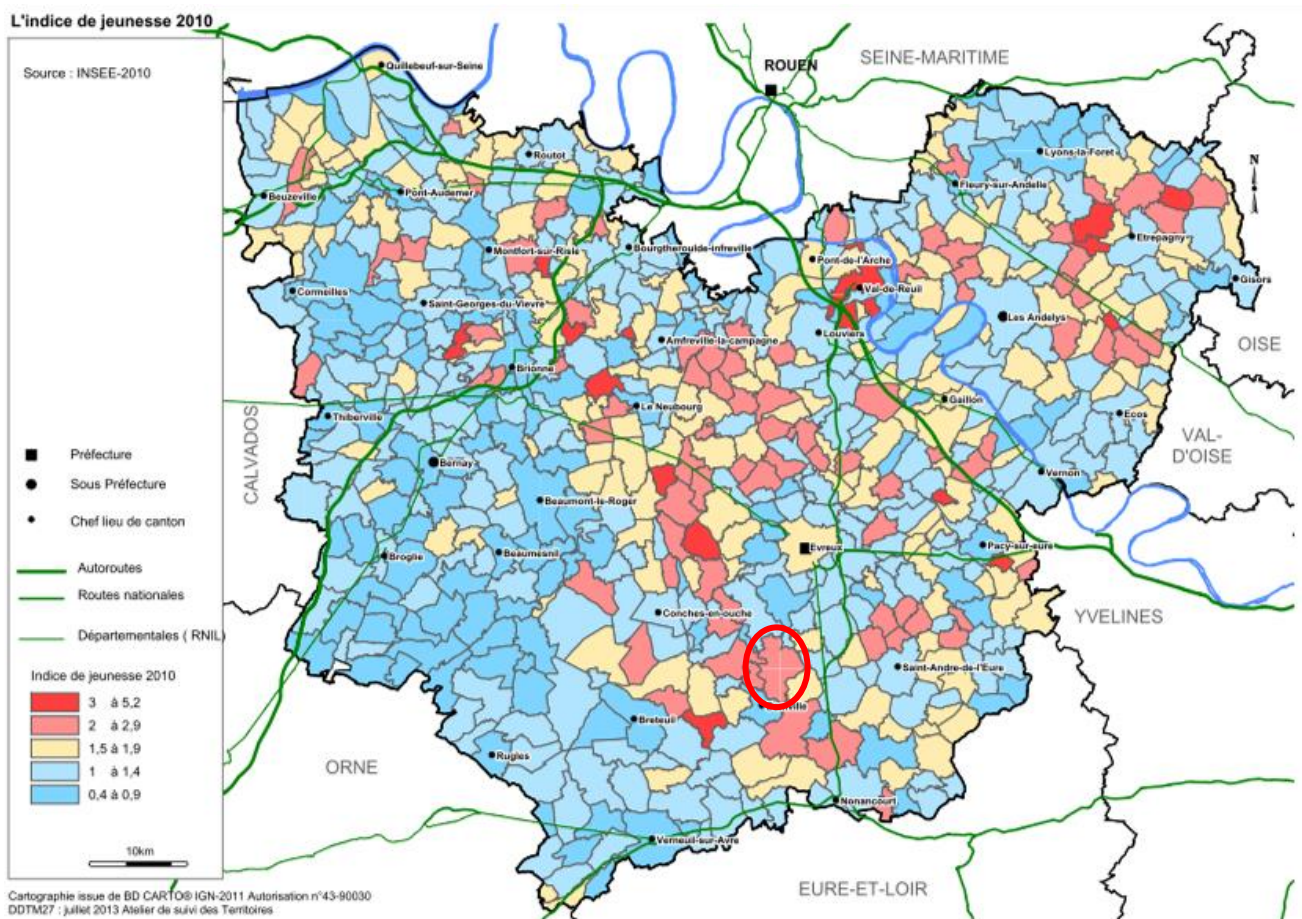 L'indice de jeunesse 2010
Source : INSEE-2010
Préfecture
Sous Préfecture
Chef lieu de canton
Autoroutes
Routes nationales
Départementales ( RNIL)
Indice de jeunesse 2010
3 à 5,2
2 à 2,9
1,5 à 1,9
1 à 1,4
0,4 à 0,9
10km
Cartographie issue de BD CARTO® IGN-2011 Autorisation n°43-90030
DDTM27 : juillet 2013 Atelier de suivi des Territoires
SEINE-MARITIME
ROUEN
Quillebeuf-sur-Seine
Routot
Lyons-la-Foret
N
Fleury-sur-Andelle
Beuzeville
Pont-Audemer
Etrepagny
Montfort-sur-Risle
Bourgtheroulde-infreville
Pont-de-l'Arche
Gisors
Cormeilles
Saint-Georges-du-Vievre
Val-de-Reuil
Les Andelys
Amfreville-la-campagne
Louviers
OISE
Brionne
Gaillon
Le Neubourg
Ecos
Thiberville
CALVADOS
VAL-
D'OISE
Bernay
Vernon
Beaumont-le-Roger
Broglie
Beaumesnil
Evreux
Pacy-sur-eure
Conches-en-ouche
YVELINES
Saint-Andre-de-l'Eure
Breteuil
Rugles
ORNE
Nonancourt
Verneuil-sur-Avre
EURE-ET-LOIR